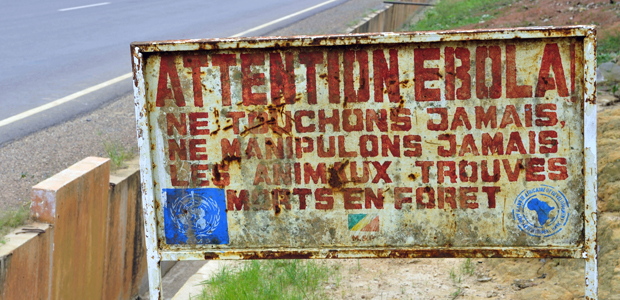 ATTENTION EBOLA
NE TOUCHONS JAMAIS
NE MANIPULONS JAMAIS
LES ANIMAUX TROUVES
MORTS EN FORET